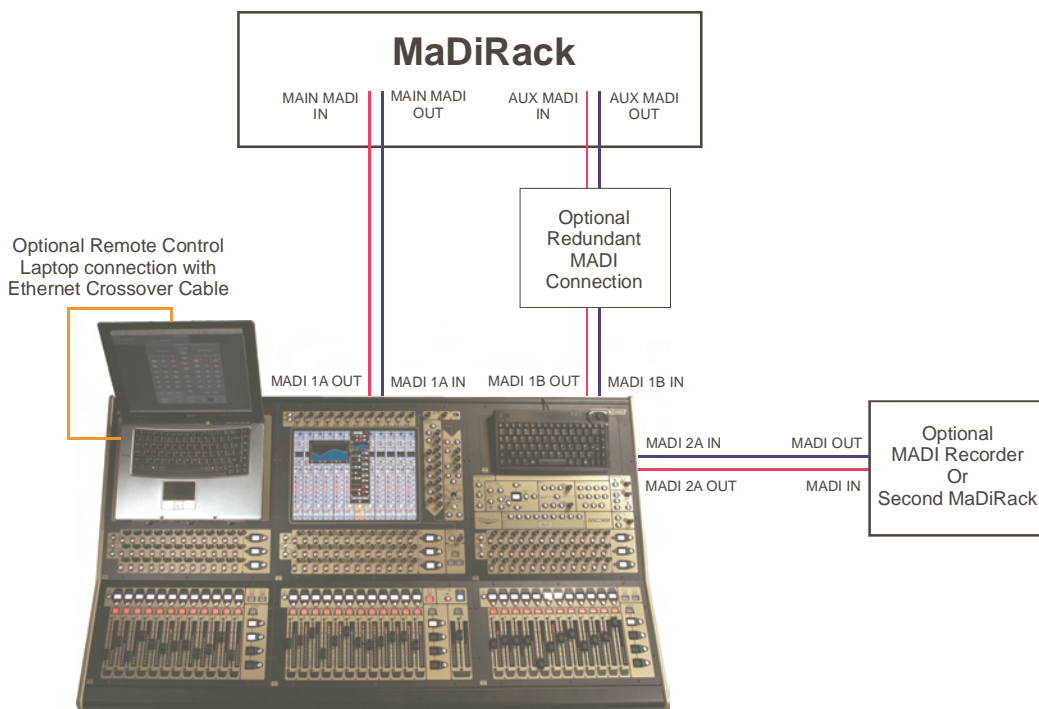 MaDiRack
MAIN MADI
IN
MAIN MADI
OUT
AUX MADI
IN
AUX MADI
OUT
Optional
Redundant
MADI
Connection
Optional Remote Control
Laptop connection with
Ethernet Crossover Cable
MADI 1A OUT
MADI 1A IN
MADI 1B OUT
MADI 1B IN
MADI 2A IN
MADI OUT
MADI 2A OUT
MADI IN
Optional
MADI Recorder
Or
Second MaDiRack